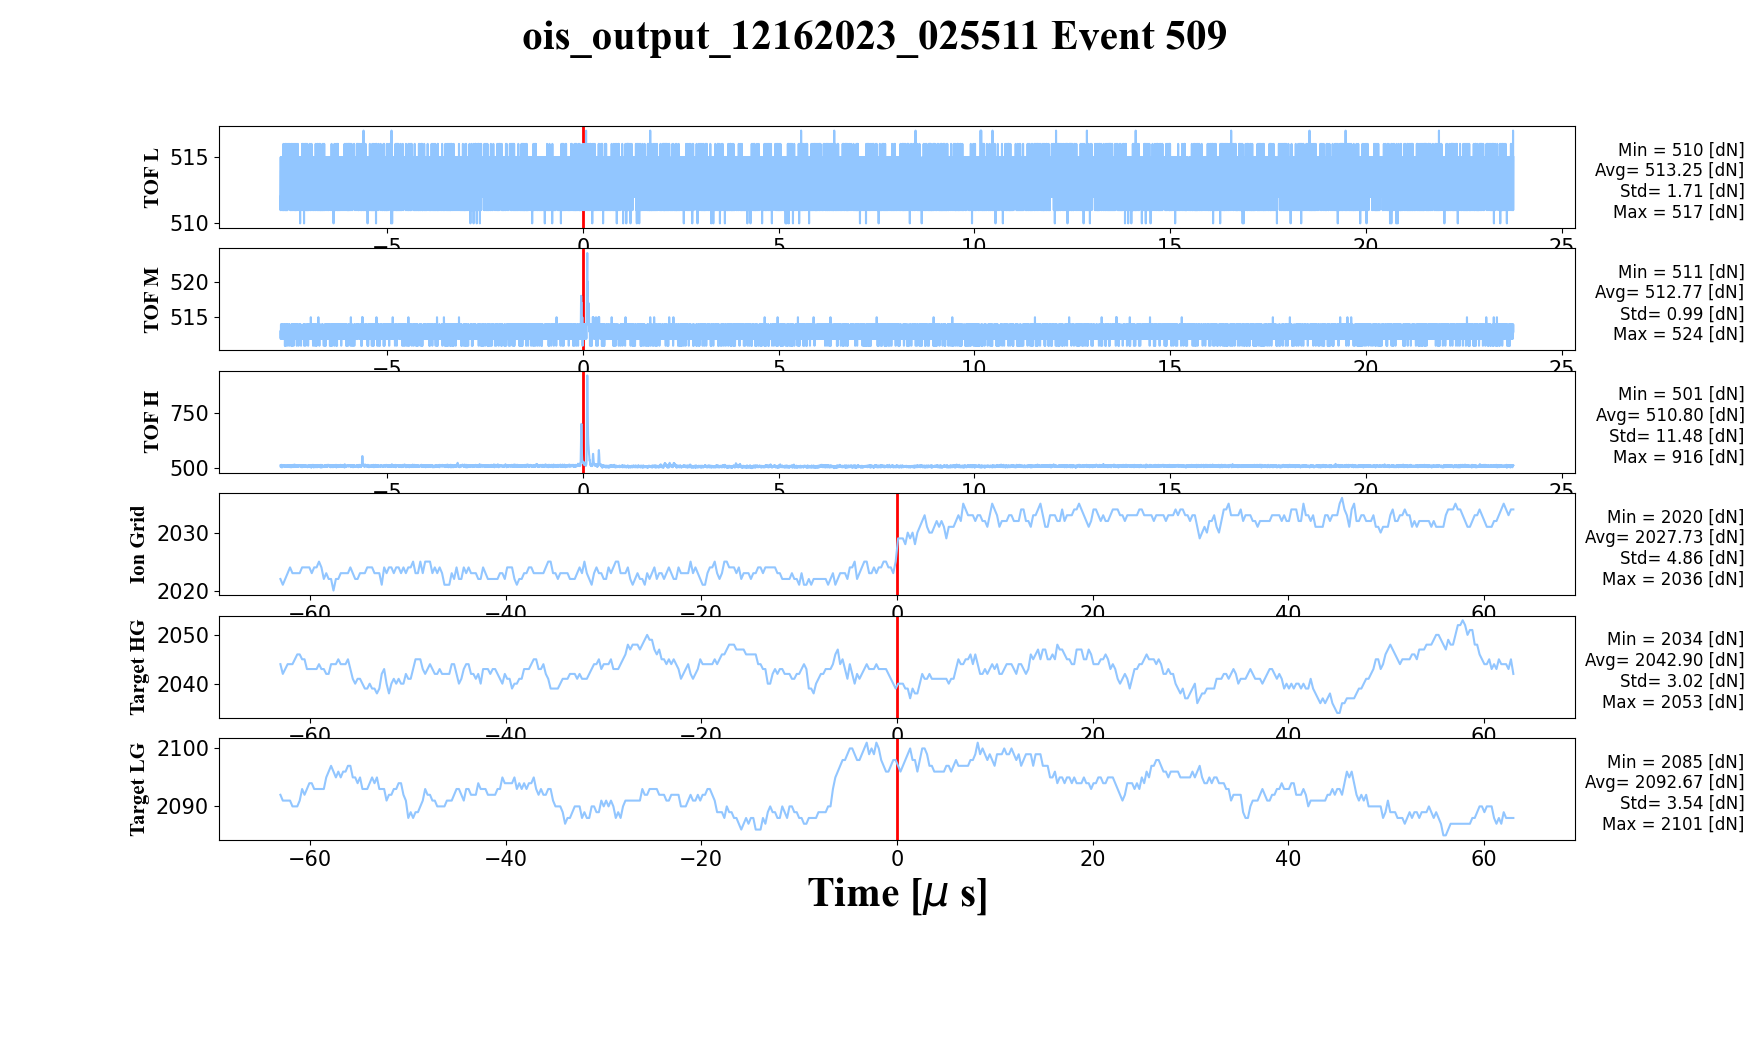 ois_output_12162023_025511 Event 509
TOF L
515
510
−5
0
5
10
15
20
25
Min = 510 [dN]
Avg= 513.25 [dN]
Std= 1.71 [dN]
Max = 517 [dN]
TOF M
520
515
−5
0
5
10
15
20
25
Min = 511 [dN]
Avg= 512.77 [dN]
Std= 0.99 [dN]
Max = 524 [dN]
TOF H
750
500
−5
0
5
10
15
20
25
Min = 501 [dN]
Avg= 510.80 [dN]
Std= 11.48 [dN]
Max = 916 [dN]
Ion Grid
2030
2020
−60
−40
−20
0
20
40
60
Min = 2020 [dN]
Avg= 2027.73 [dN]
Std= 4.86 [dN]
Max = 2036 [dN]
Target HG
2050
2040
−60
−40
−20
0
20
40
60
Min = 2034 [dN]
Avg= 2042.90 [dN]
Std= 3.02 [dN]
Max = 2053 [dN]
Target LG
2100
2090
−60
−40
−20
0
20
40
60
Min = 2085 [dN]
Avg= 2092.67 [dN]
Std= 3.54 [dN]
Max = 2101 [dN]
Time [μ s]